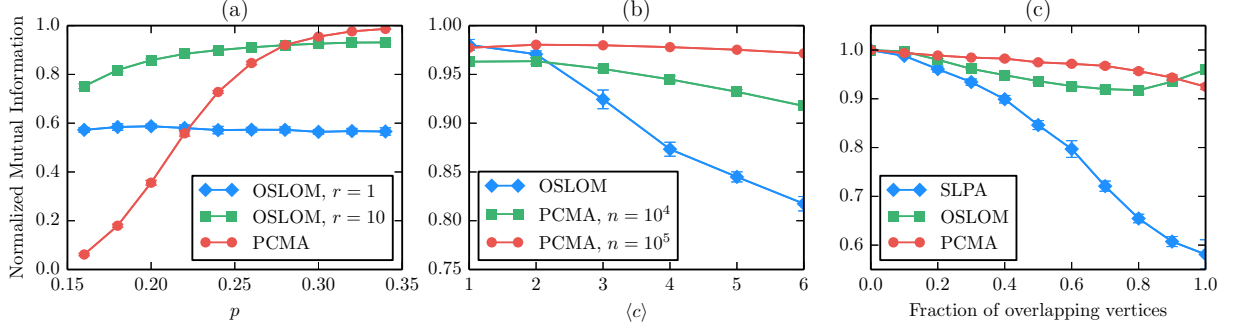 (a)
Normalized Mutual Information
1.0
0.8
0.6
0.4
0.2
0.0
OSLOM, r = 1
OSLOM, r = 10
PCMA
0.15 0.20 0.25 0.30 0.35
p
(b)
1.00
0.95
0.90
0.85
0.80
0.75
OSLOM
PCMA, n = 10⁴
PCMA, n = 10⁵
1 2 3 4 5 6
⟨c⟩
(c)
1.0
0.9
0.8
0.7
0.6
SLPA
OSLOM
PCMA
0.0 0.2 0.4 0.6 0.8 1.0
Fraction of overlapping vertices